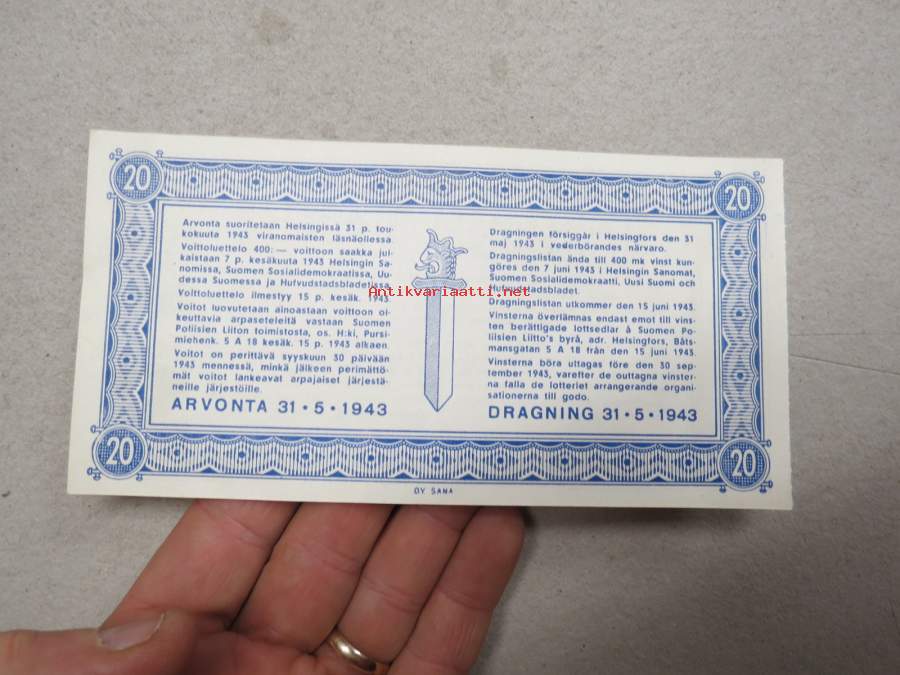 20
20
Arvonta suoritetaan Helsingissä 31 p. tou-
kokuuta 1943 viranomaisten läsnäollessa.
Voittoluettelo 400:— voittoon saakka jul-
kaistaan 7 p. kesäkuuta 1943 Helsingin Sa-
nomissa, Suomen Sosialidemokraatissa, Uu-
dessa Suomessa ja Hufvudstadsbladetissa.
Voittoluettelo ilmestyy 15 p. kesäk. 1943.
Voitot luovutetaan ainoastaan voittoon oi-
keuttavia arpaseteleitä vastaan Suomen
Poliisien Liiton toimistosta, os. H:ki, Pursi-
miehenk. 5 A 18 kesäk. 15 p. 1943 alkaen.
Voitot on perittävä syyskuun 30 päivään
1943 mennessä, minkä jälkeen perimättö-
mät voitot lankeavat arpajaiset järjestä-
neille järjestöille.
ARVONTA 31 • 5 • 1943
Dragningen försiggår i Helsingfors den 31
maj 1943 i vederbörandes närvaro.
Dragningslistan ända till 400 mk vinst kun-
göres den 7 juni 1943 i Helsingin Sanomat,
Suomen Sosialidemokraatti, Uusi Suomi och
Hufvudstadsbladet.
Dragningslistan utkommer den 15 juni 1943.
Vinsterna överlämnas endast emot till vins-
ten berättigade lottsedlar å Suomen Po-
liisien Liitto's byrå, adr. Helsingfors, Båts-
mansgatan 5 A 18 från den 15 juni 1943.
Vinsterna böra uttagas före den 30 sep-
tember 1943, varefter de outtagna vinster-
na falla de lotteriet arrangerande organi-
sationerna till godo.
DRAGNING 31 • 5 • 1943
Antikvariaatti.net
20
20
OY SANA